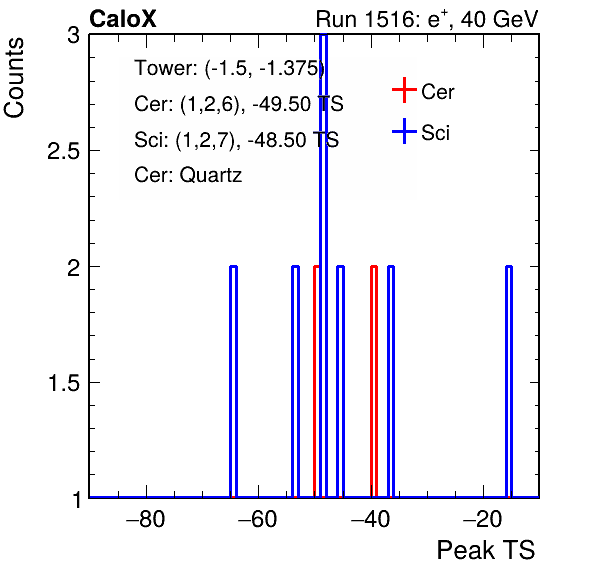 CaloX Run 1516: e⁺, 40 GeV
Counts
3
2.5
2
1.5
1
Tower: (-1.5, -1.375)
Cer: (1,2,6), -49.50 TS
Sci: (1,2,7), -48.50 TS
Cer: Quartz
Cer
Sci
−80 −60 −40 −20
Peak TS